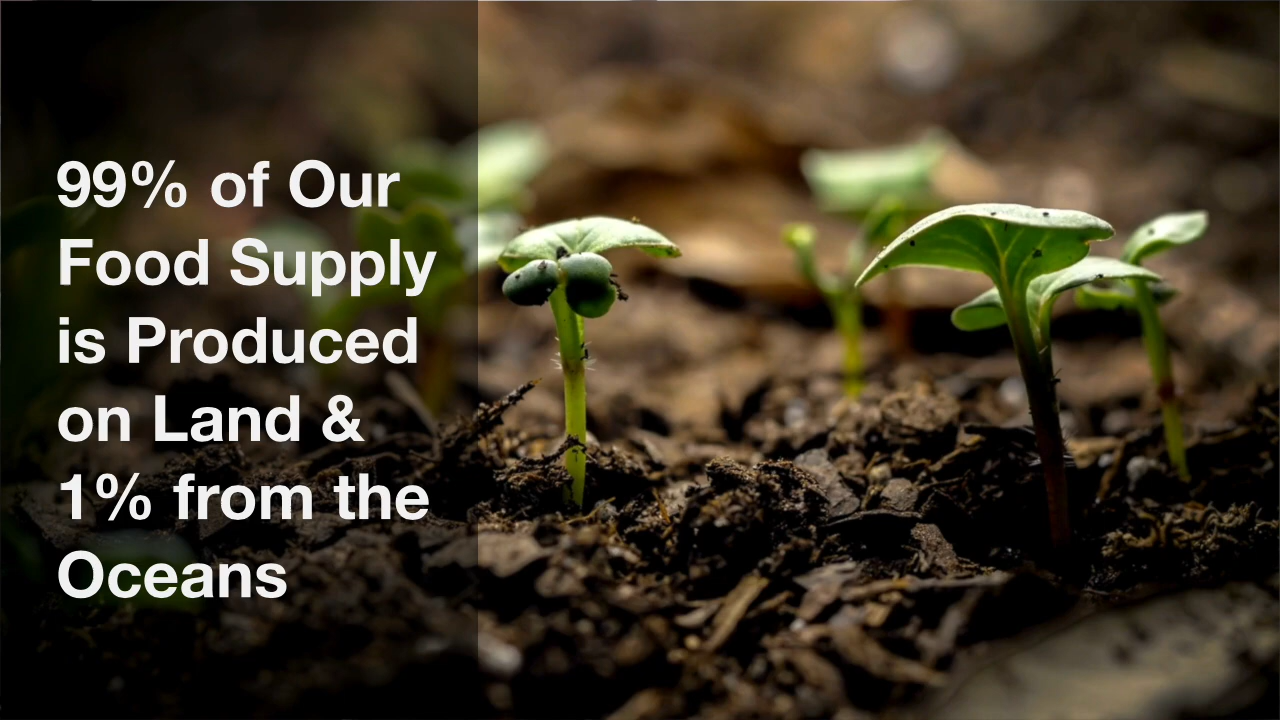 99% of Our
Food Supply
is Produced
on Land &
1% from the
Oceans